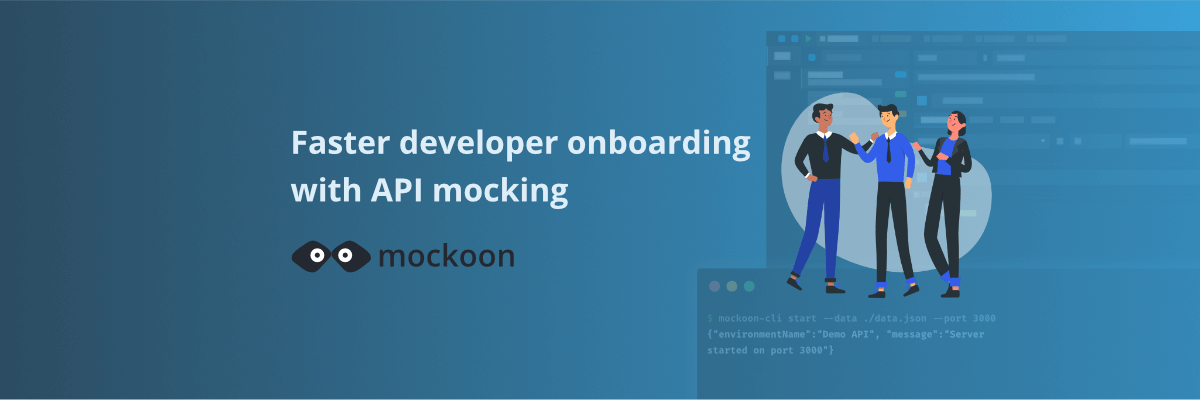 Faster developer onboarding
with API mocking
mockoon
$ mockoon-cli start --data ./data.json --port 3000
{"environmentName":"Demo API", "message":"Server
started on port 3000"}